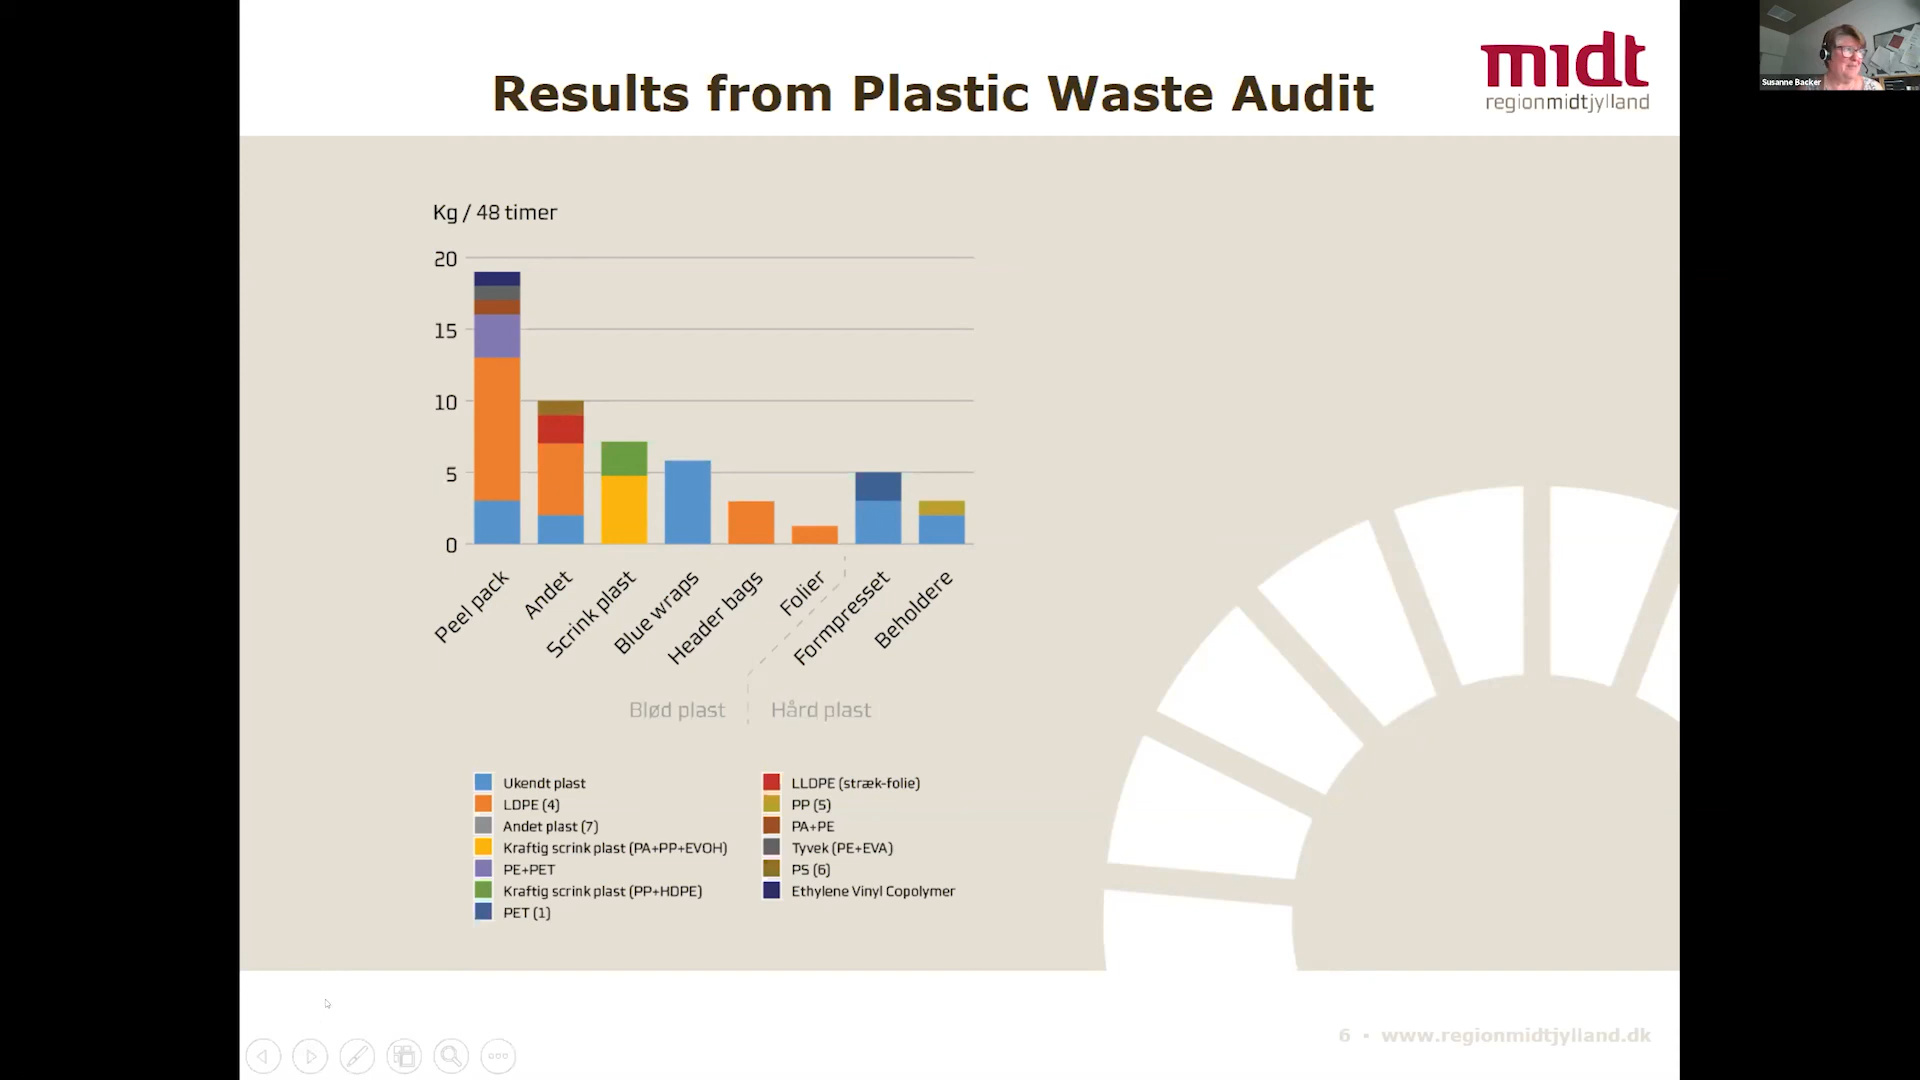 Results from Plastic Waste Audit
midt
regionmidtjylland
Susanne Backer
Kg / 48 timer
20
15
10
5
0
Peel pack
Andet
Scrink plast
Blue wraps
Header bags
Folier
Formpresset
Beholdere
Blød plast
Hård plast
Ukendt plast
LDPE (4)
Andet plast (7)
Kraftig scrink plast (PA+PP+EVOH)
PE+PET
Kraftig scrink plast (PP+HDPE)
PET (1)
LLDPE (stræk-folie)
PP (5)
PA+PE
Tyvek (PE+EVA)
PS (6)
Ethylene Vinyl Copolymer
6 • www.regionmidtjylland.dk